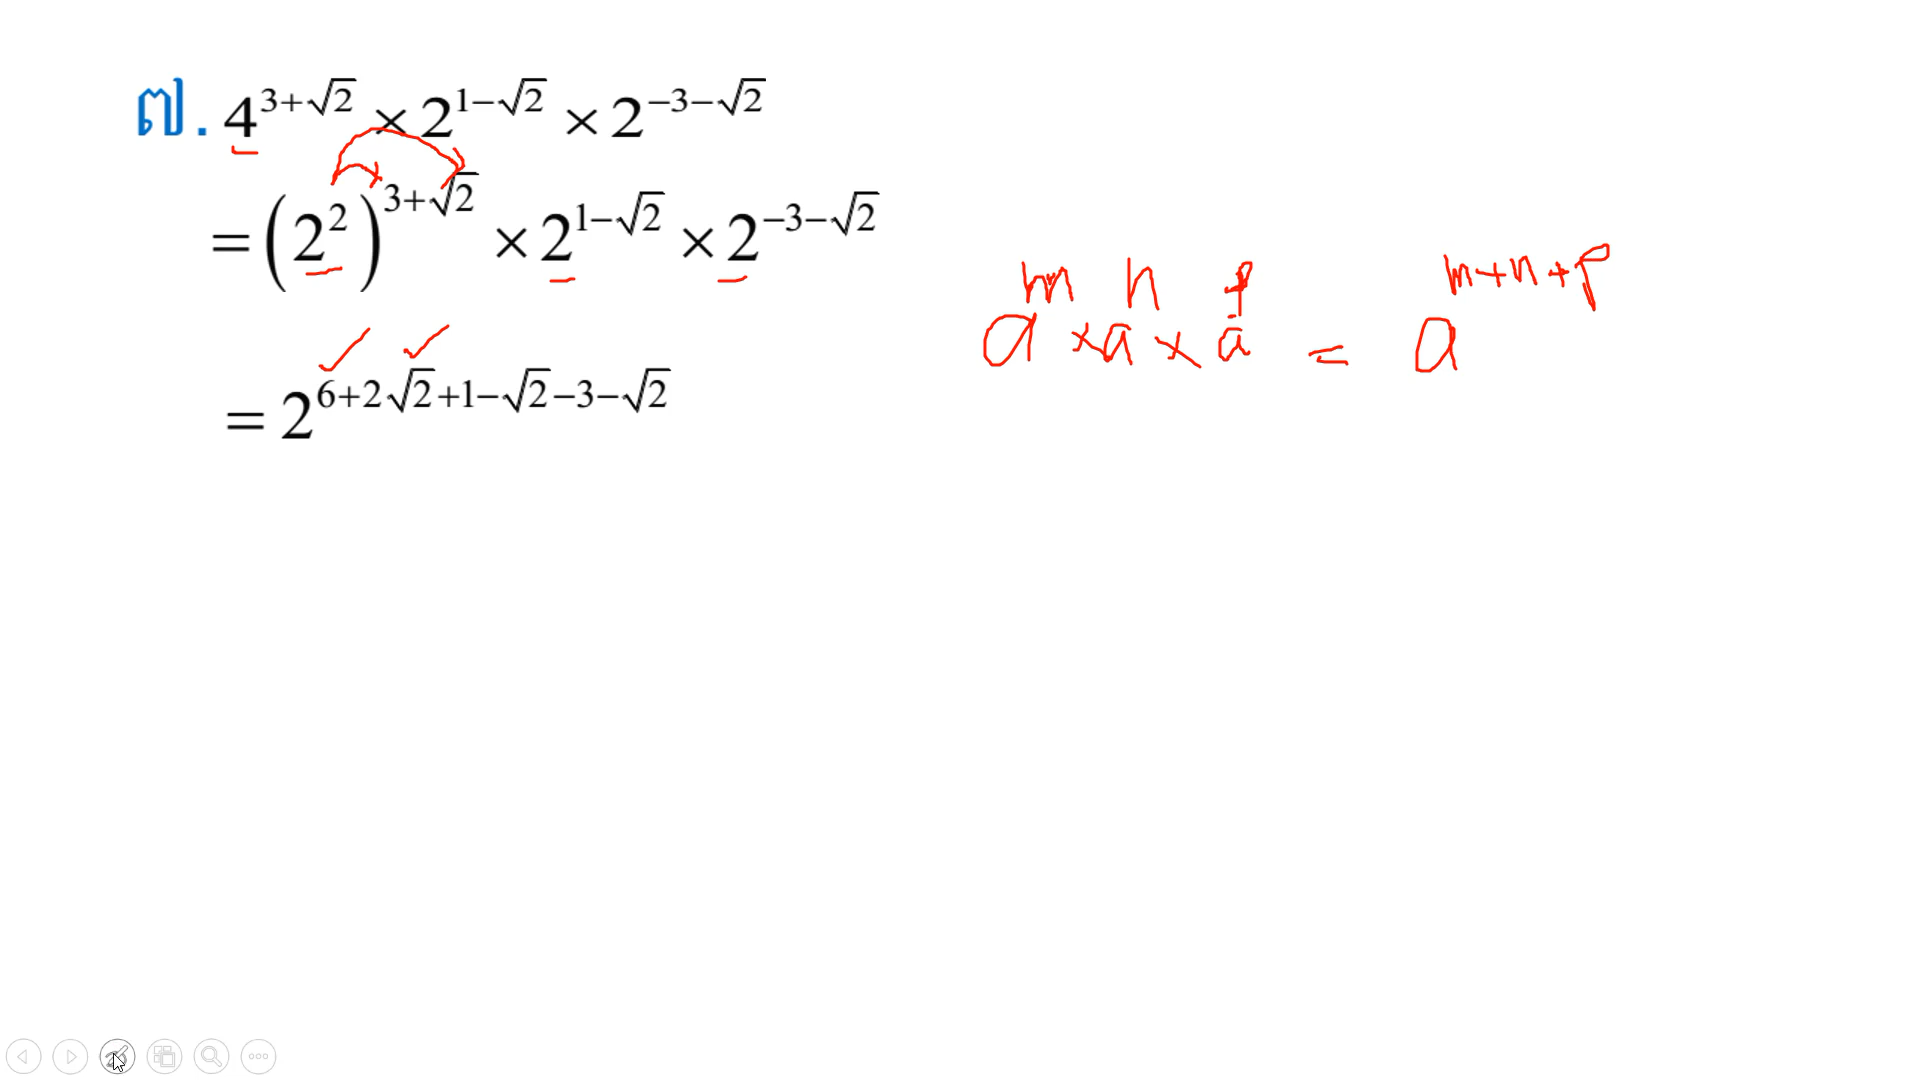 ฦ. 4^{3+√2} × 2^{1−√2} × 2^{−3−√2}
= (2^2)^{3+√2} × 2^{1−√2} × 2^{−3−√2}
a^m × a^n × a^p = a^{m+n+p}
= 2^{6+2√2+1−√2−3−√2}